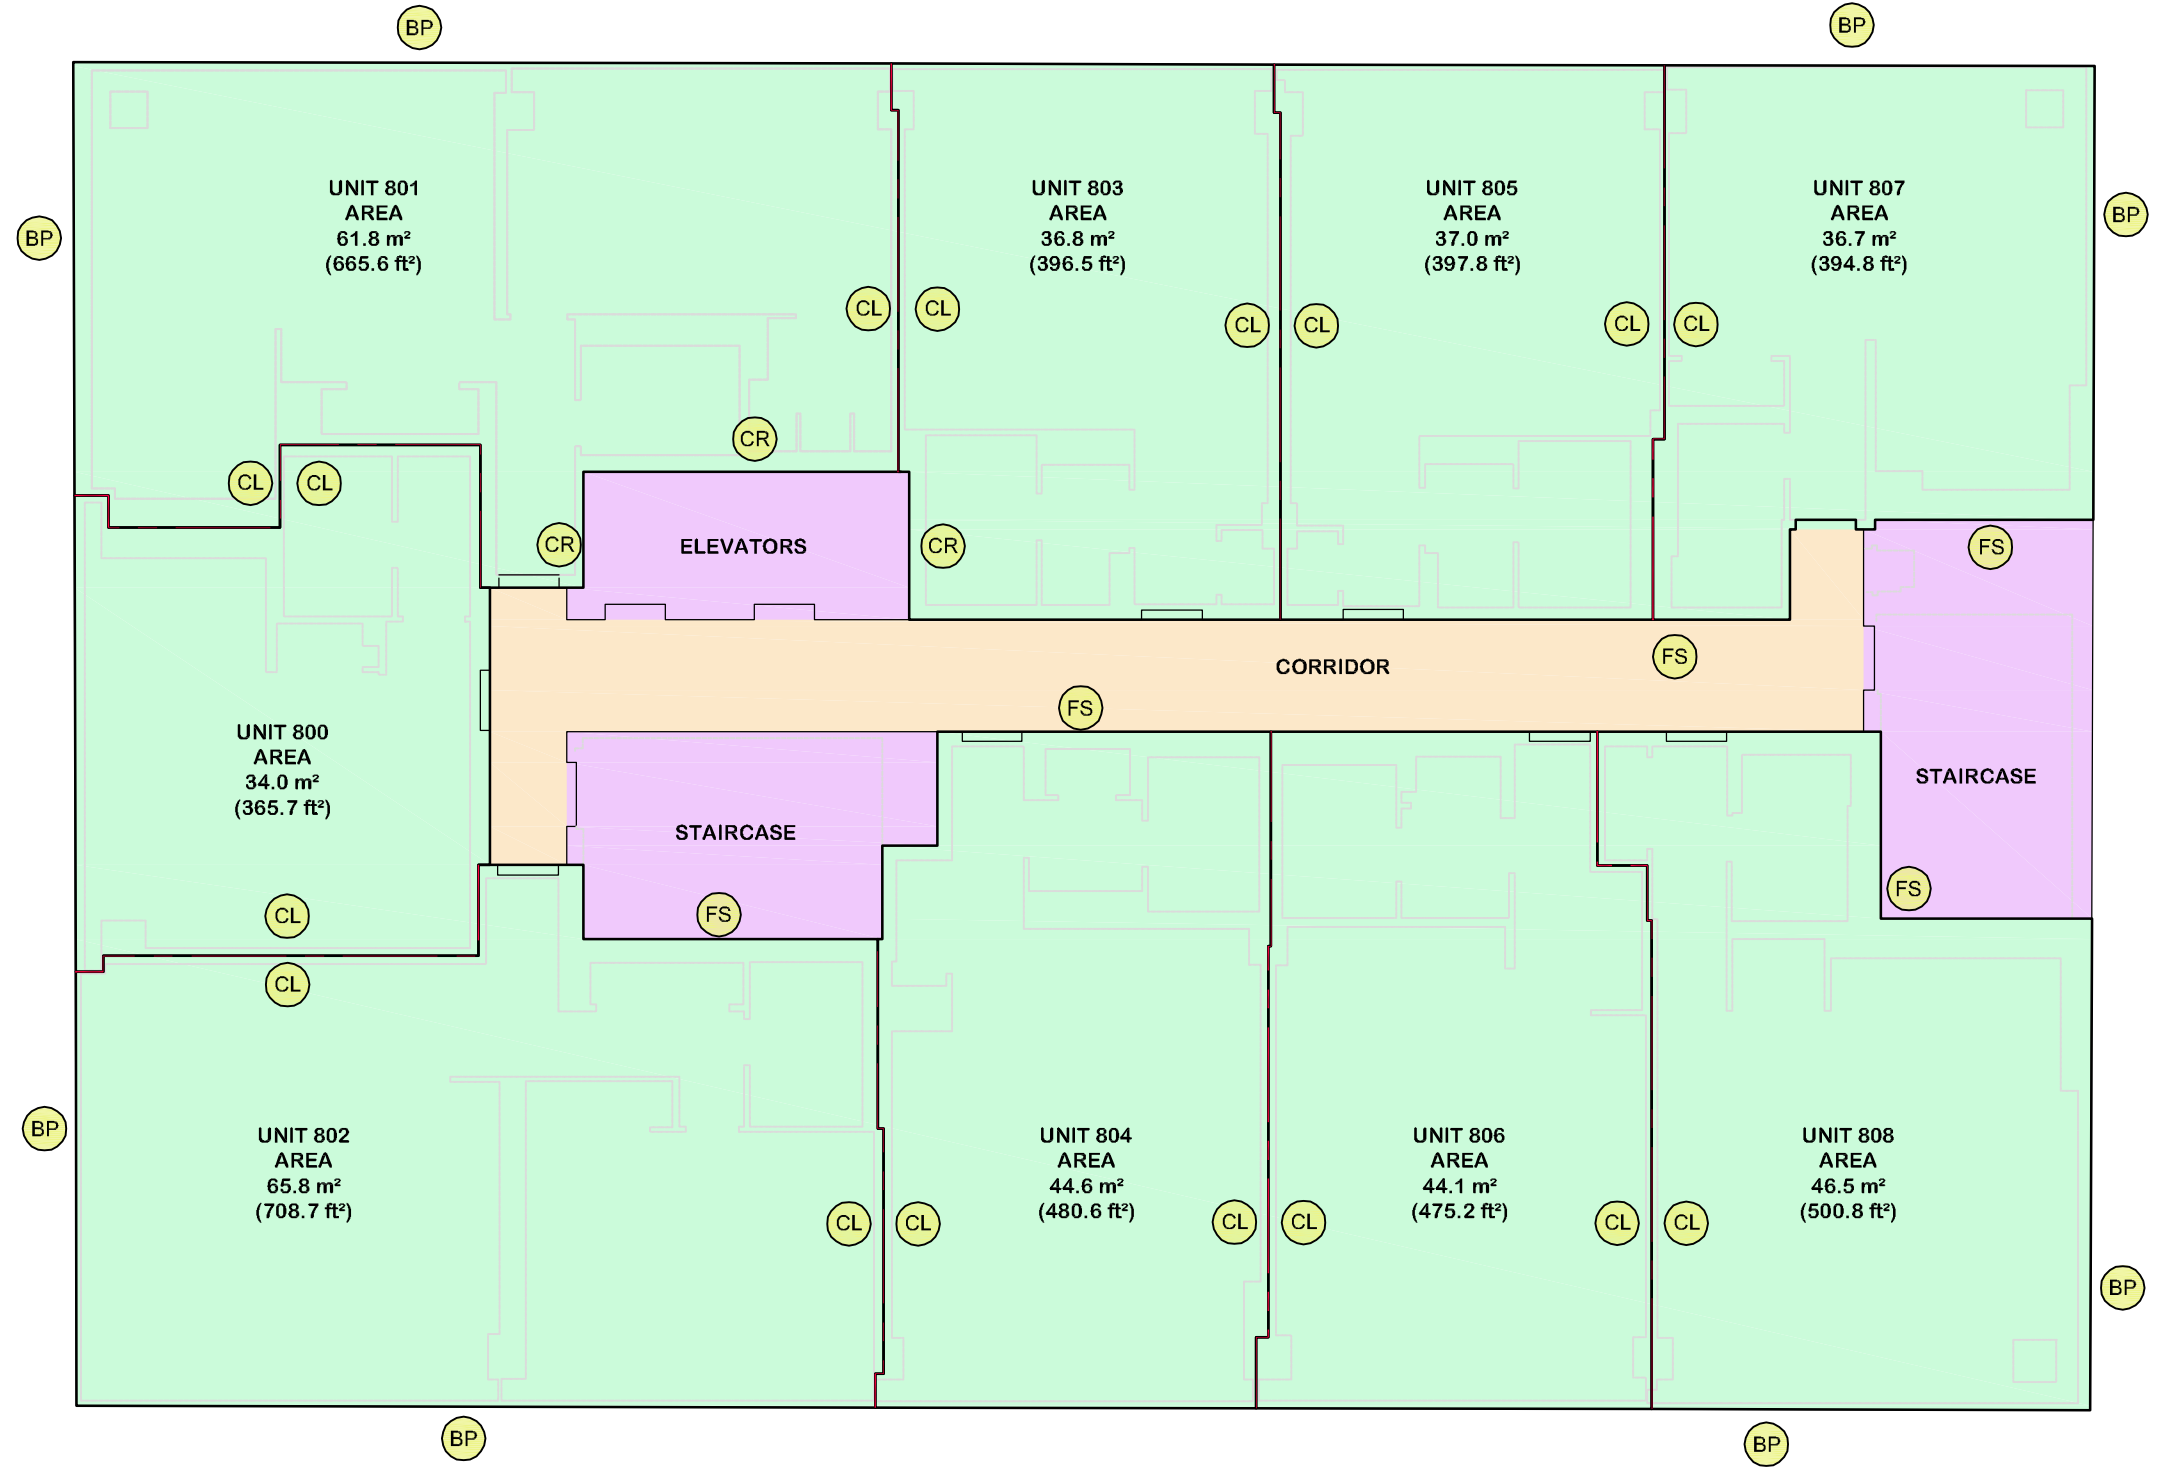 BP
BP
BP
BP
UNIT 801
AREA
61.8 m²
(665.6 ft²)
UNIT 803
AREA
36.8 m²
(396.5 ft²)
UNIT 805
AREA
37.0 m²
(397.8 ft²)
UNIT 807
AREA
36.7 m²
(394.8 ft²)
CL
CL
CL
CL
CL
CL
CR
CL
CL
CR
ELEVATORS
CR
FS
CORRIDOR
FS
FS
UNIT 800
AREA
34.0 m²
(365.7 ft²)
STAIRCASE
STAIRCASE
FS
FS
CL
CL
UNIT 802
AREA
65.8 m²
(708.7 ft²)
UNIT 804
AREA
44.6 m²
(480.6 ft²)
UNIT 806
AREA
44.1 m²
(475.2 ft²)
UNIT 808
AREA
46.5 m²
(500.8 ft²)
BP
CL
CL
CL
CL
CL
CL
BP
BP
BP